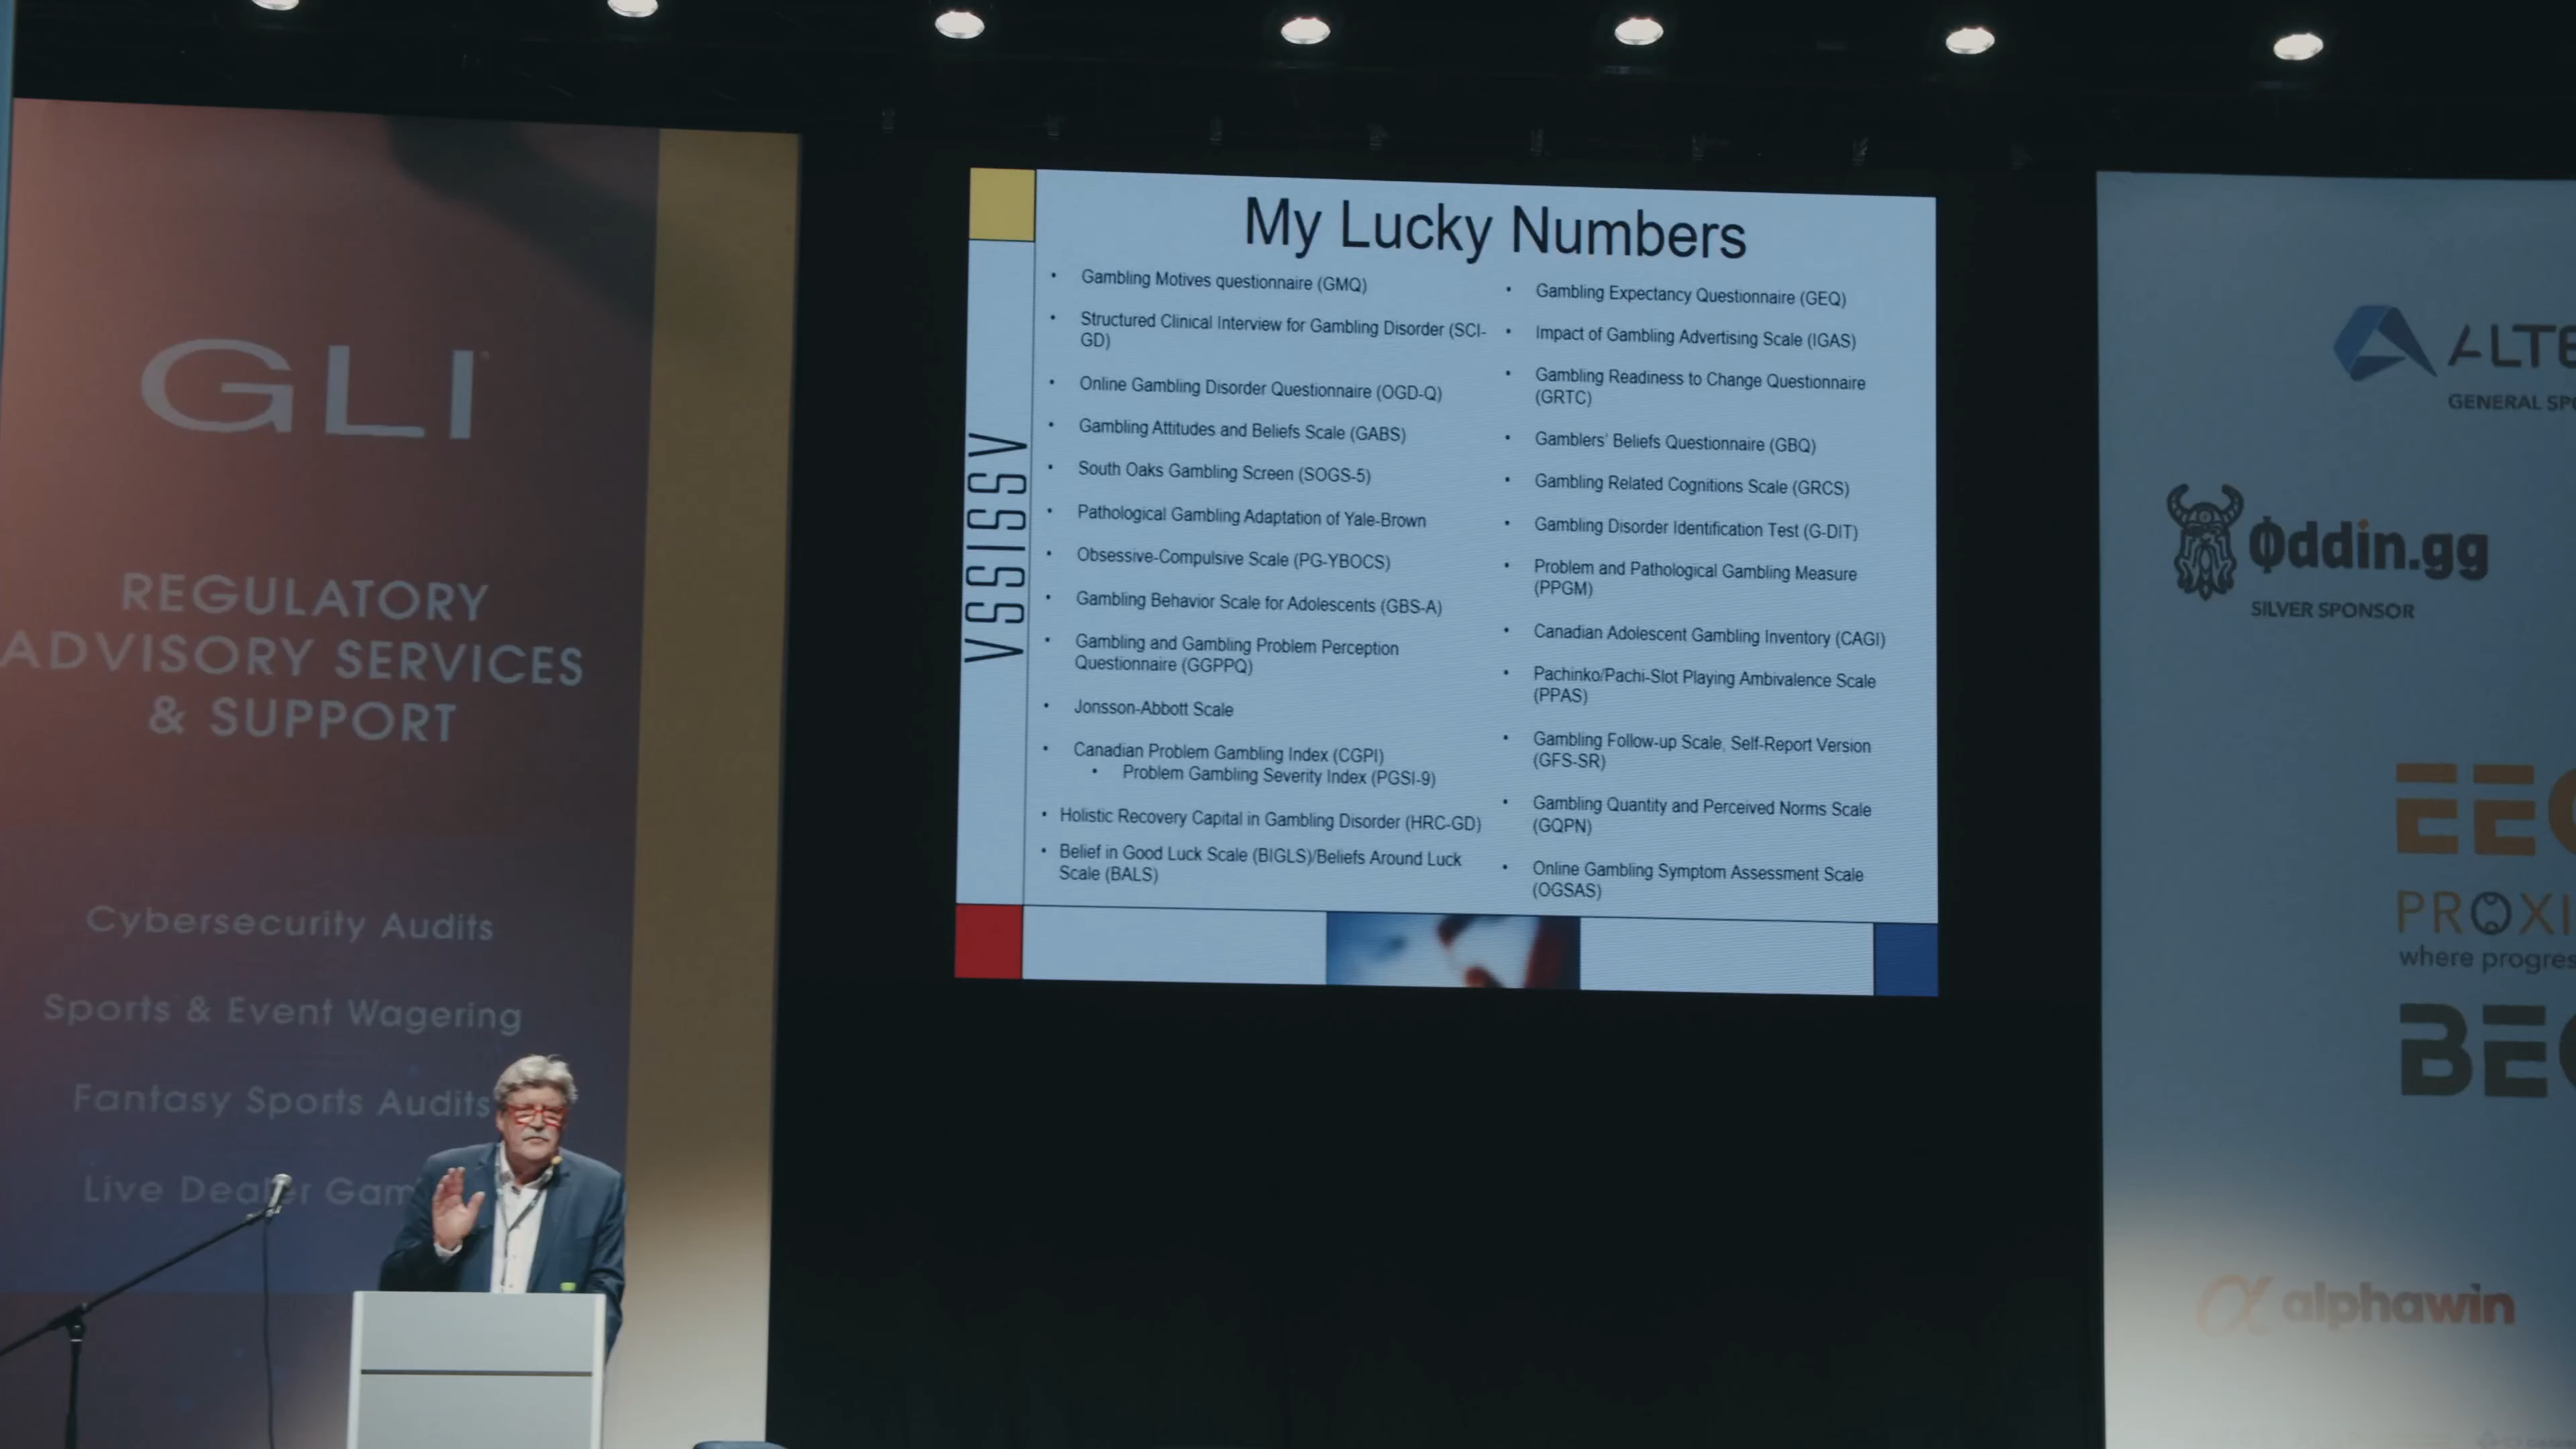 GLI
REGULATORY
ADVISORY SERVICES
& SUPPORT
Cybersecurity Audits
Sports & Event Wagering
Fantasy Sports Audits
Live Dealer Gam
My Lucky Numbers
VSSISSV
• Gambling Motives questionnaire (GMQ)
• Structured Clinical Interview for Gambling Disorder (SCI-
GD)
• Online Gambling Disorder Questionnaire (OGD-Q)
• Gambling Attitudes and Beliefs Scale (GABS)
• South Oaks Gambling Screen (SOGS-5)
• Pathological Gambling Adaptation of Yale-Brown
• Obsessive-Compulsive Scale (PG-YBOCS)
• Gambling Behavior Scale for Adolescents (GBS-A)
• Gambling and Gambling Problem Perception
Questionnaire (GGPPQ)
• Jonsson-Abbott Scale
• Canadian Problem Gambling Index (CGPI)
• Problem Gambling Severity Index (PGSI-9)
• Holistic Recovery Capital in Gambling Disorder (HRC-GD)
• Belief in Good Luck Scale (BIGLS)/Beliefs Around Luck
Scale (BALS)
• Gambling Expectancy Questionnaire (GEQ)
• Impact of Gambling Advertising Scale (IGAS)
• Gambling Readiness to Change Questionnaire
(GRTC)
• Gamblers' Beliefs Questionnaire (GBQ)
• Gambling Related Cognitions Scale (GRCS)
• Gambling Disorder Identification Test (G-DIT)
• Problem and Pathological Gambling Measure
(PPGM)
• Canadian Adolescent Gambling Inventory (CAGI)
• Pachinko/Pachi-Slot Playing Ambivalence Scale
(PPAS)
• Gambling Follow-up Scale, Self-Report Version
(GFS-SR)
• Gambling Quantity and Perceived Norms Scale
(GQPN)
• Online Gambling Symptom Assessment Scale
(OGSAS)
ALTE
GENERAL SPO
Øddin.gg
SILVER SPONSOR
EEG
PROXI
where progres
BEG
alphawin